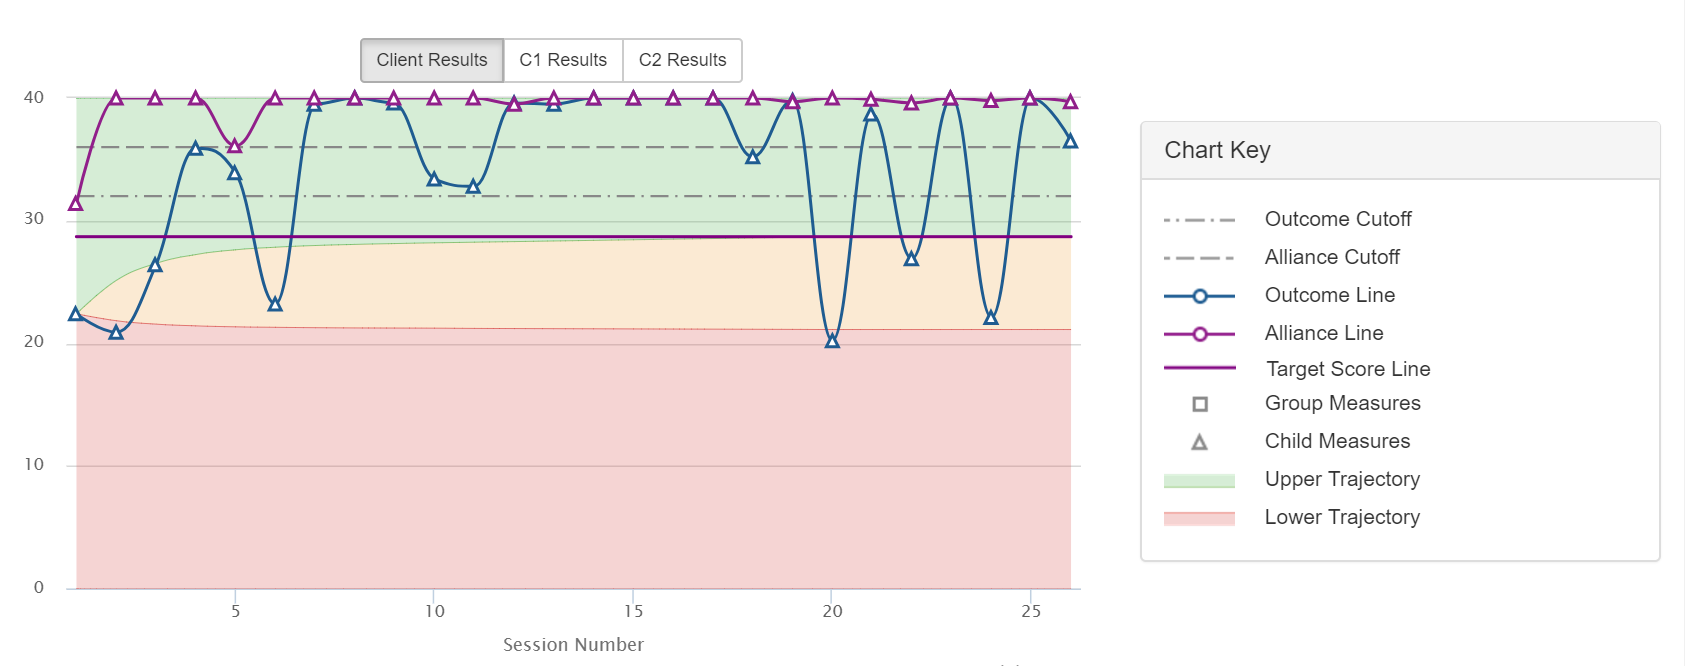 Client Results C1 Results C2 Results
40
30
20
10
0
5 10 15 20 25
Session Number
Chart Key
Outcome Cutoff
Alliance Cutoff
Outcome Line
Alliance Line
Target Score Line
Group Measures
Child Measures
Upper Trajectory
Lower Trajectory